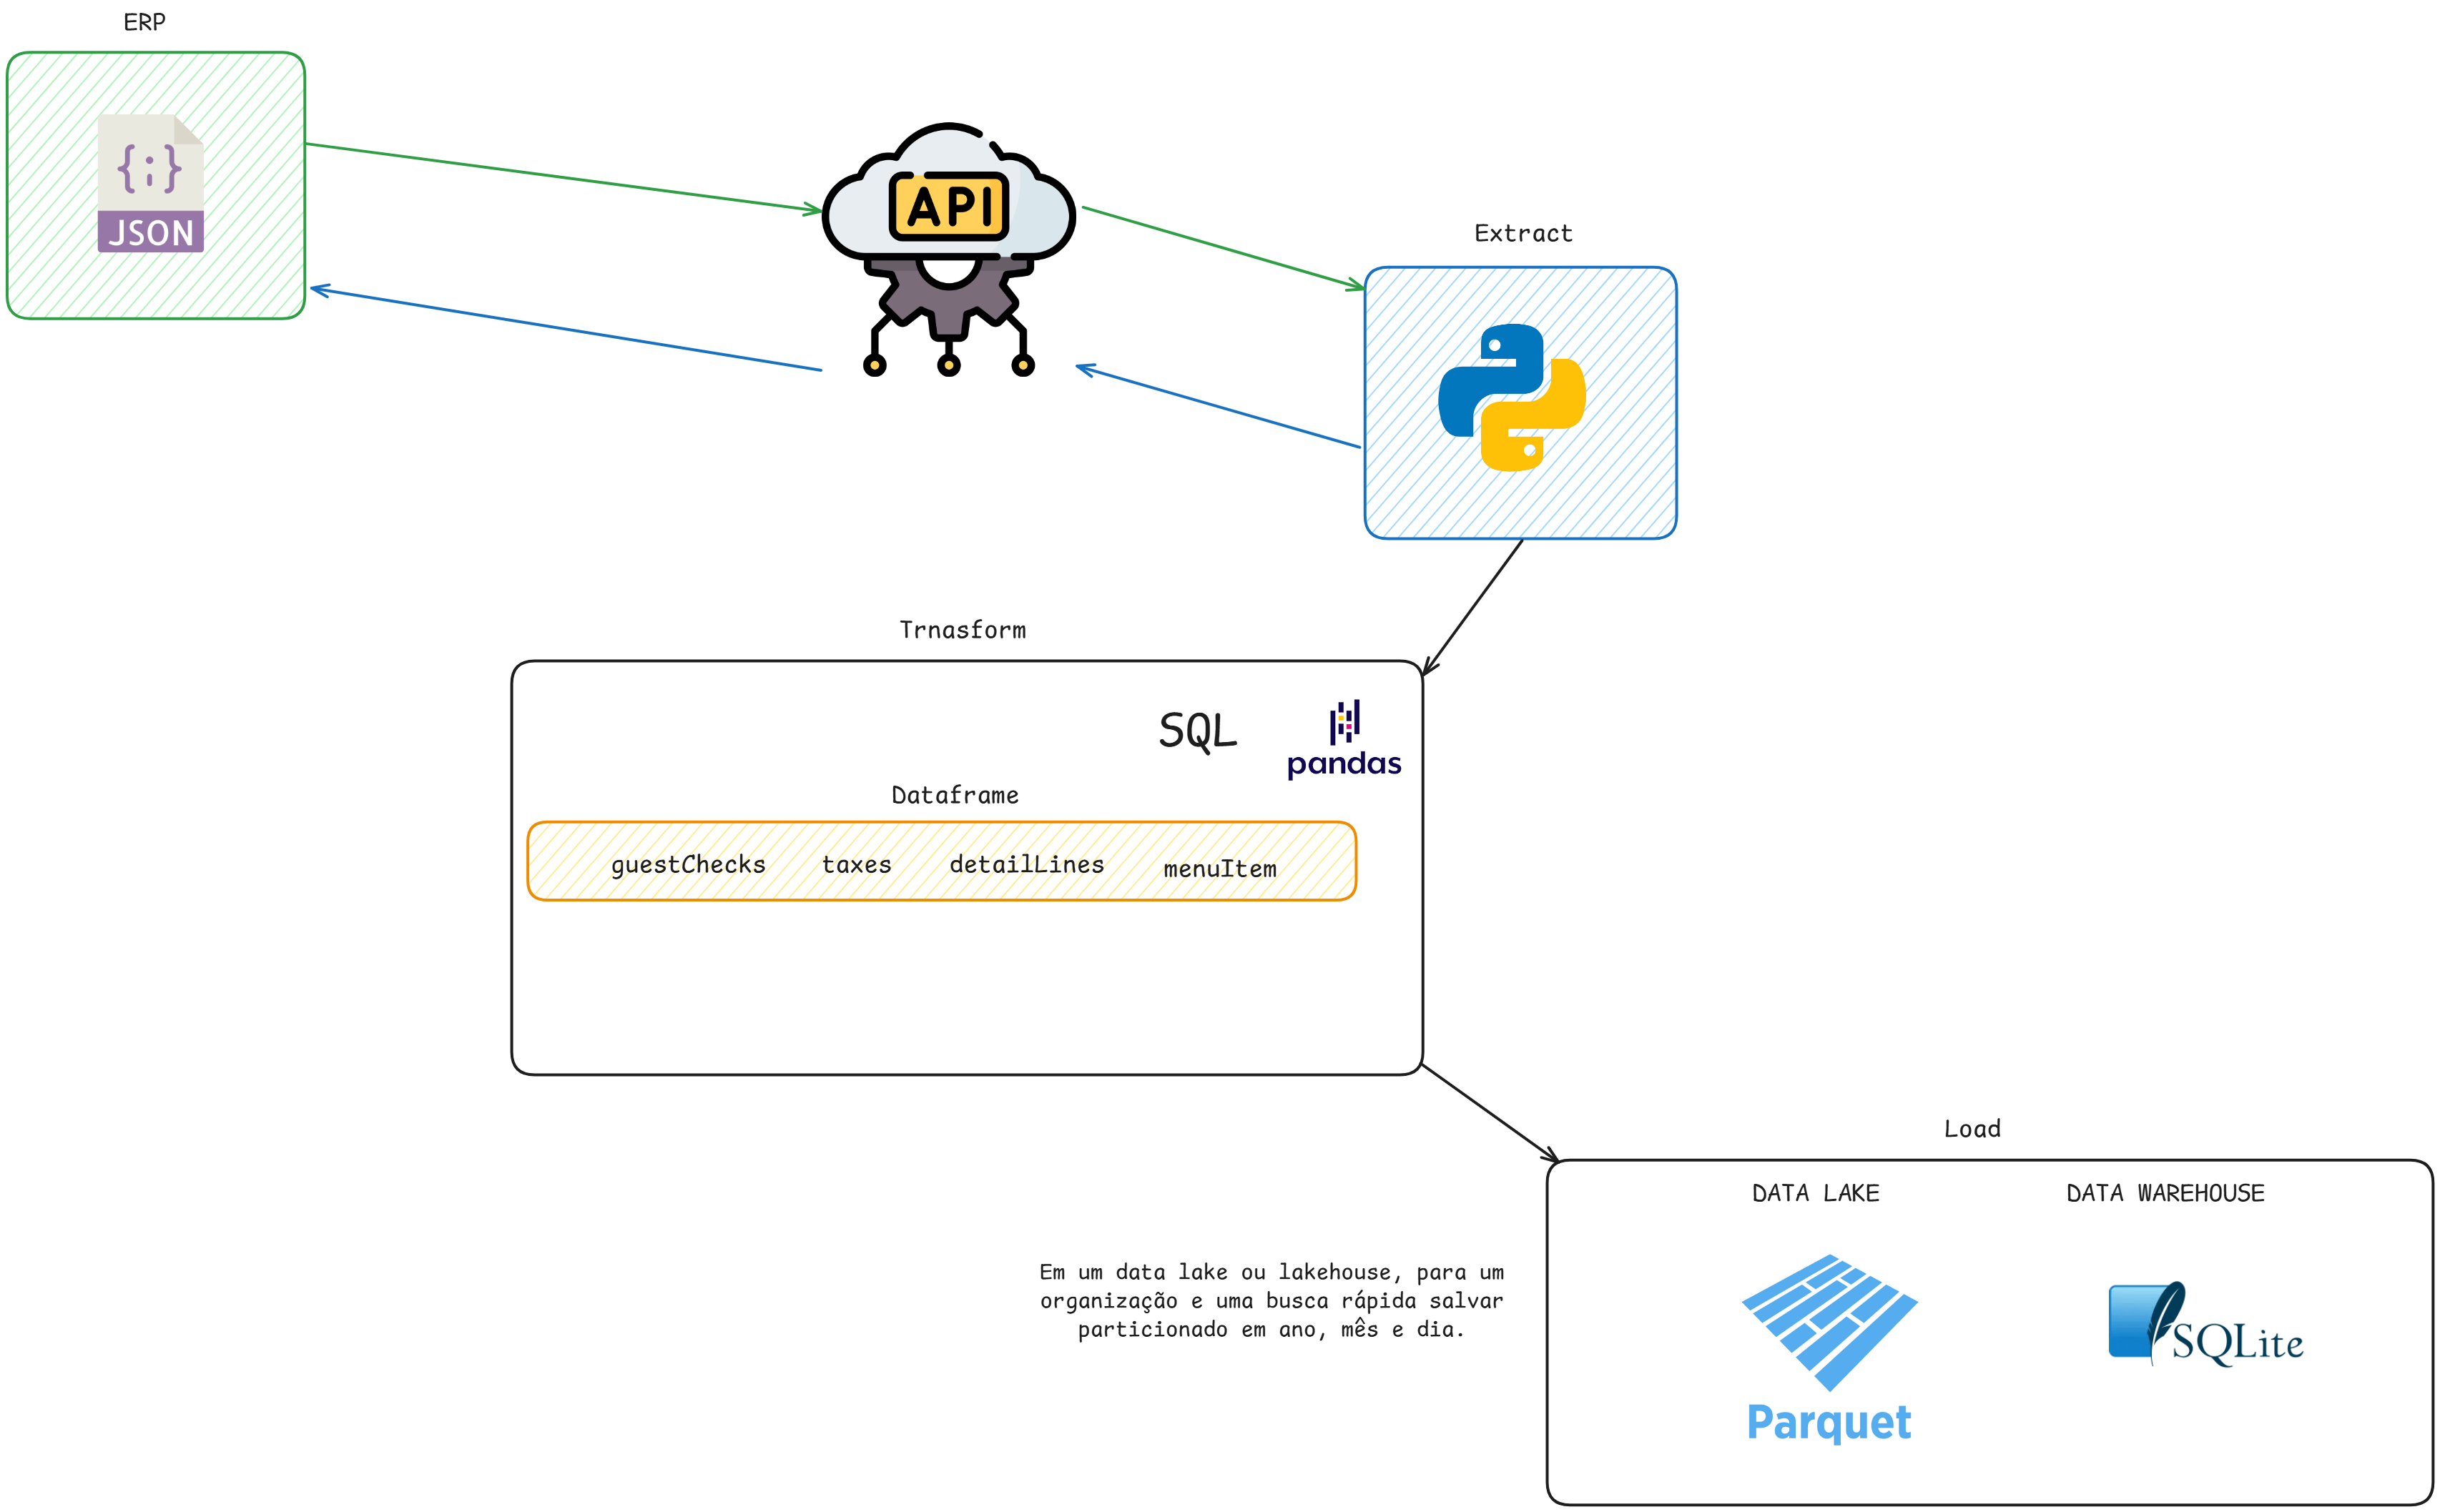 ERP
{;}
JSON
API
Extract
Trnasform
SQL
pandas
Dataframe
guestChecks taxes detailLines menuItem
Load
DATA LAKE DATA WAREHOUSE
Em um data lake ou lakehouse, para um
organização e uma busca rápida salvar
particionado em ano, mês e dia.
SQLite
Parquet